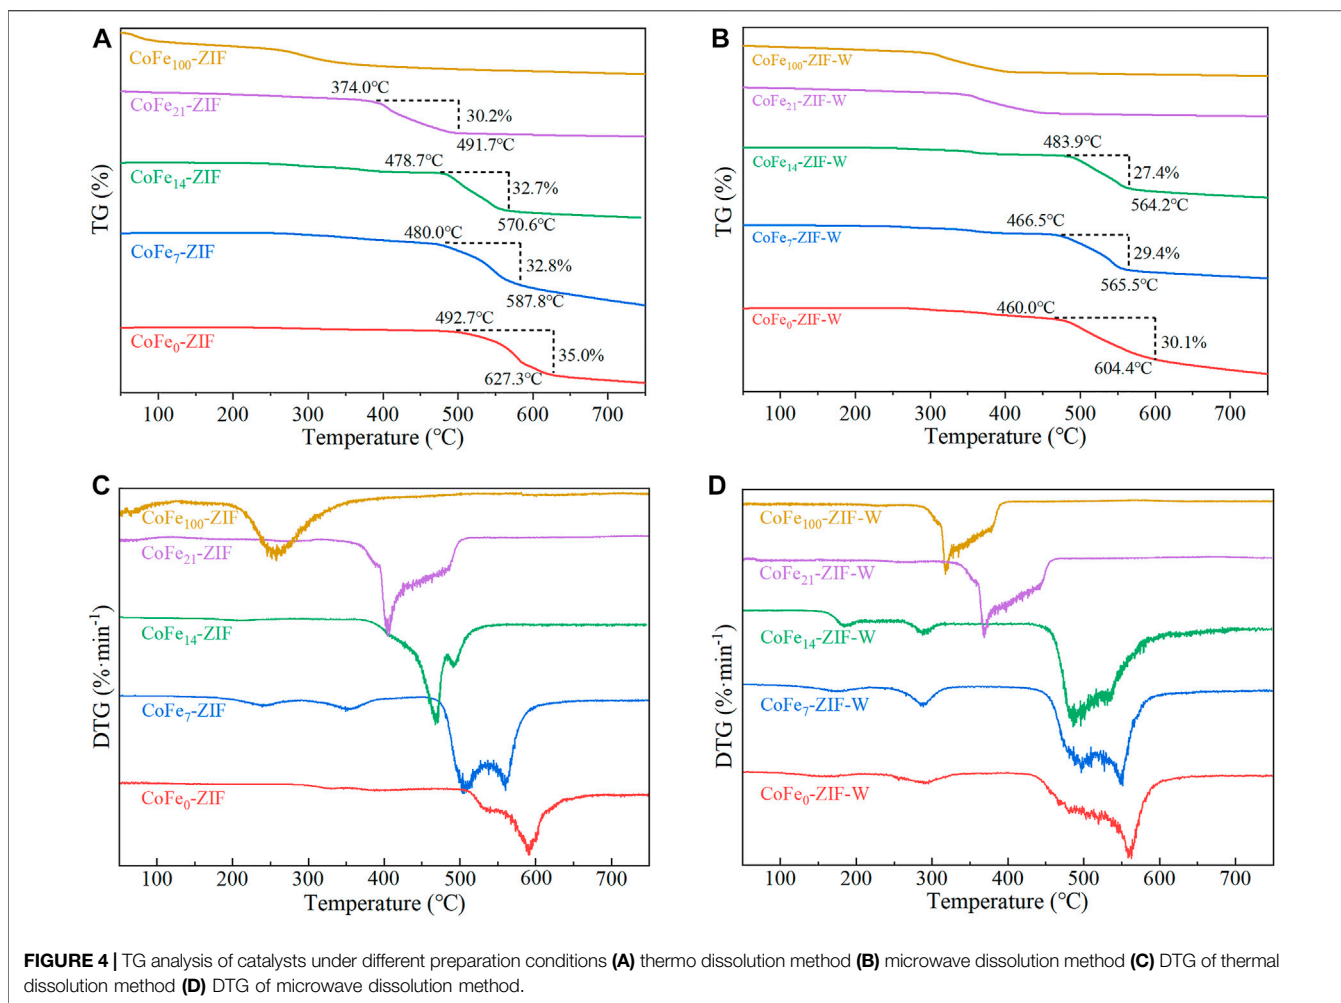 A
CoFe100-ZIF
CoFe21-ZIF
374.0°C
30.2%
491.7°C
478.7°C
CoFe14-ZIF
32.7%
570.6°C
480.0°C
CoFe7-ZIF
32.8%
587.8°C
492.7°C
CoFe0-ZIF
35.0%
627.3°C
TG (%)
100 200 300 400 500 600 700
Temperature (°C)
B
CoFe100-ZIF-W
CoFe21-ZIF-W
483.9°C
CoFe14-ZIF-W
27.4%
564.2°C
466.5°C
CoFe7-ZIF-W
29.4%
565.5°C
460.0°C
CoFe0-ZIF-W
30.1%
604.4°C
TG (%)
100 200 300 400 500 600 700
Temperature (°C)
C
CoFe100-ZIF
CoFe21-ZIF
CoFe14-ZIF
CoFe7-ZIF
CoFe0-ZIF
DTG (%·min-1)
100 200 300 400 500 600 700
Temperature (°C)
D
CoFe100-ZIF-W
CoFe21-ZIF-W
CoFe14-ZIF-W
CoFe7-ZIF-W
CoFe0-ZIF-W
DTG (%·min-1)
100 200 300 400 500 600 700
Temperature (°C)
FIGURE 4 | TG analysis of catalysts under different preparation conditions (A) thermo dissolution method (B) microwave dissolution method (C) DTG of thermal
dissolution method (D) DTG of microwave dissolution method.